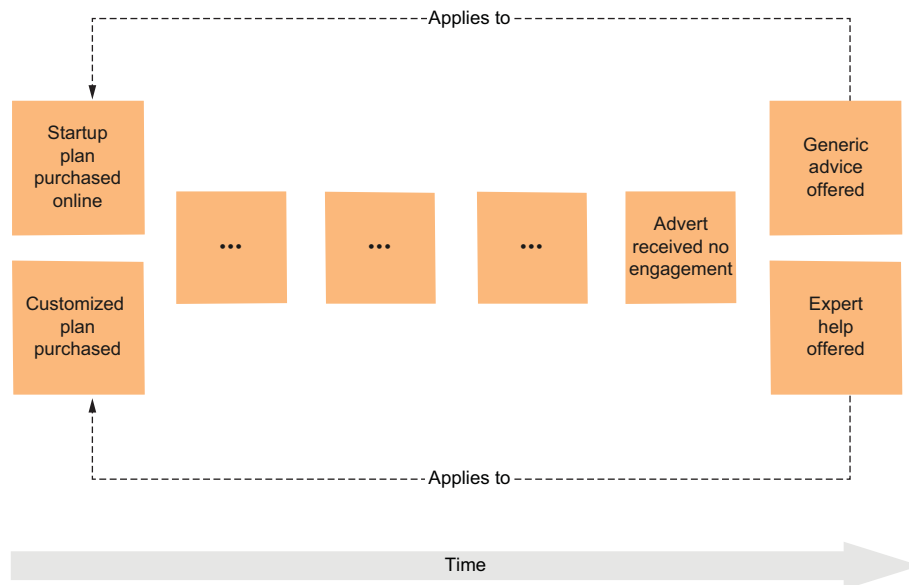 Applies to
Startup
plan
purchased
online
Customized
plan
purchased
...
...
...
Advert
received no
engagement
Generic
advice
offered
Expert
help
offered
Applies to
Time